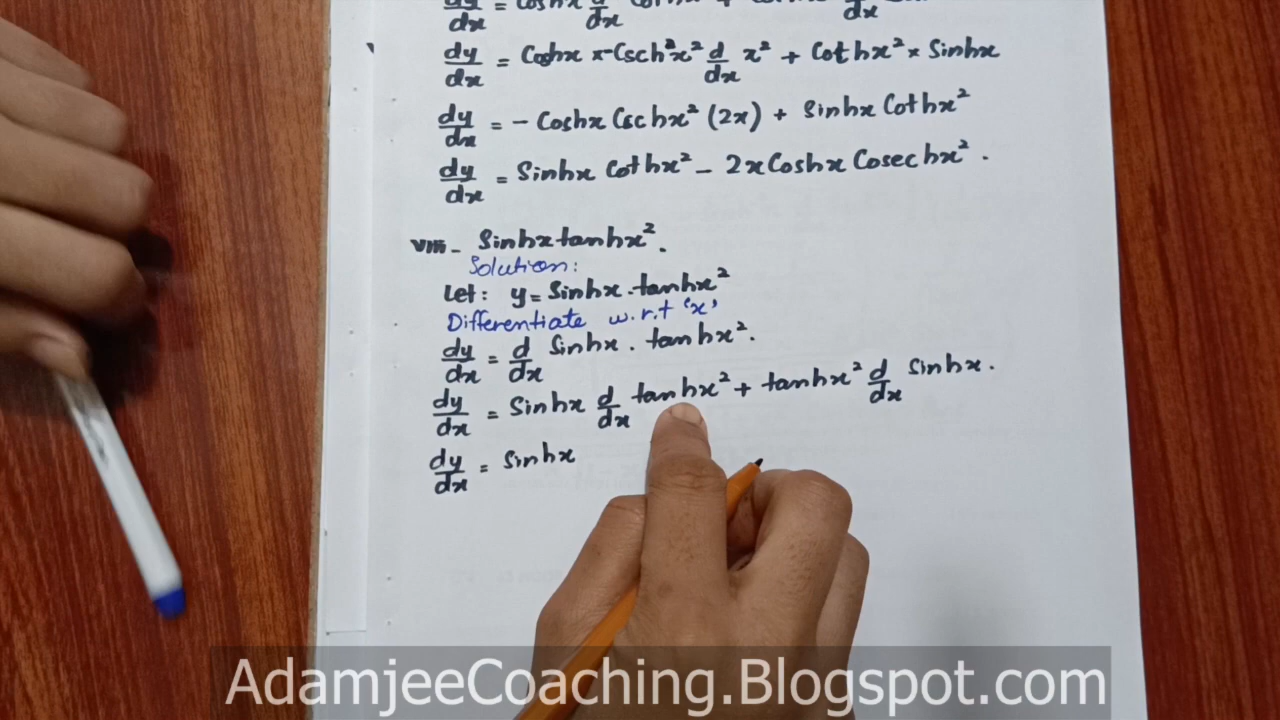 dy/dx = Coshx × -Csch²x² d/dx x² + Cothx² × Sinhx
dy/dx = - Coshx Cschx² (2x) + Sinhx Cothx²
dy/dx = Sinhx Cothx² - 2x Coshx Cosechx².
VIII- Sinhx tanhx².
Solution:
Let: y = Sinhx . tanhx²
Differentiate w.r.t 'x'
dy/dx = d/dx Sinhx . tanhx².
dy/dx = Sinhx d/dx tanhx² + tanhx² d/dx Sinhx.
dy/dx = Sinhx
AdamjeeCoaching.Blogspot.com